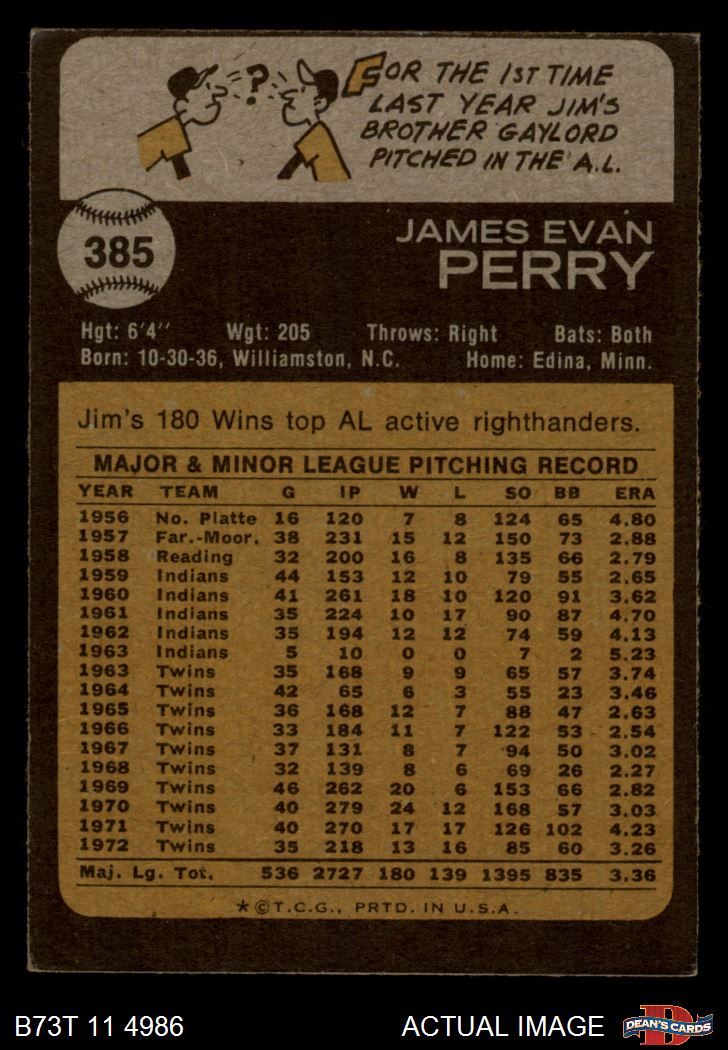 ?
FOR THE 1ST TIME
LAST YEAR JIM'S
BROTHER GAYLORD
PITCHED IN THE A.L.
385
JAMES EVAN
PERRY
Hgt: 6'4" Wgt: 205 Throws: Right Bats: Both
Born: 10-30-36, Williamston, N.C. Home: Edina, Minn.
Jim's 180 Wins top AL active righthanders.
MAJOR & MINOR LEAGUE PITCHING RECORD
YEAR TEAM G IP W L SO BB ERA
1956 No. Platte 16 120 7 8 124 65 4.80
1957 Far.-Moor. 38 231 15 12 150 73 2.88
1958 Reading 32 200 16 8 135 66 2.79
1959 Indians 44 153 12 10 79 55 2.65
1960 Indians 41 261 18 10 120 91 3.62
1961 Indians 35 224 10 17 90 87 4.70
1962 Indians 35 194 12 12 74 59 4.13
1963 Indians 5 10 0 0 7 2 5.23
1963 Twins 35 168 9 9 65 57 3.74
1964 Twins 42 65 6 3 55 23 3.46
1965 Twins 36 168 12 7 88 47 2.63
1966 Twins 33 184 11 7 122 53 2.54
1967 Twins 37 131 8 7 94 50 3.02
1968 Twins 32 139 8 6 69 26 2.27
1969 Twins 46 262 20 6 153 66 2.82
1970 Twins 40 279 24 12 168 57 3.03
1971 Twins 40 270 17 17 126 102 4.23
1972 Twins 35 218 13 16 85 60 3.26
Maj. Lg. Tot. 536 2727 180 139 1395 835 3.36
*©T.C.G., PRTD. IN U.S.A.
B73T 11 4986 ACTUAL IMAGE D DEAN'S CARDS